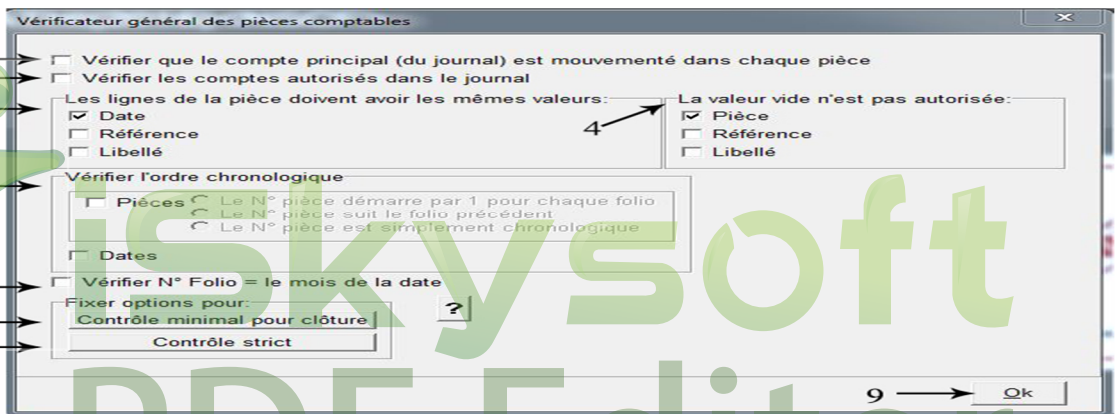 Vérificateur général des pièces comptables
Vérifier que le compte principal (du journal) est mouvementé dans chaque pièce
Vérifier les comptes autorisés dans le journal
Les lignes de la pièce doivent avoir les mêmes valeurs:
Date
Référence
Libellé
4
La valeur vide n'est pas autorisée:
Pièce
Référence
Libellé
Vérifier l'ordre chronologique
Pièces
Le N° pièce démarre par 1 pour chaque folio
Le N° pièce suit le folio précédent
Le N° pièce est simplement chronologique
Dates
Vérifier N° Folio = le mois de la date
Fixer options pour:
Contrôle minimal pour clôture
?
Contrôle strict
9
Ok
iSkysoft
PDF Editor